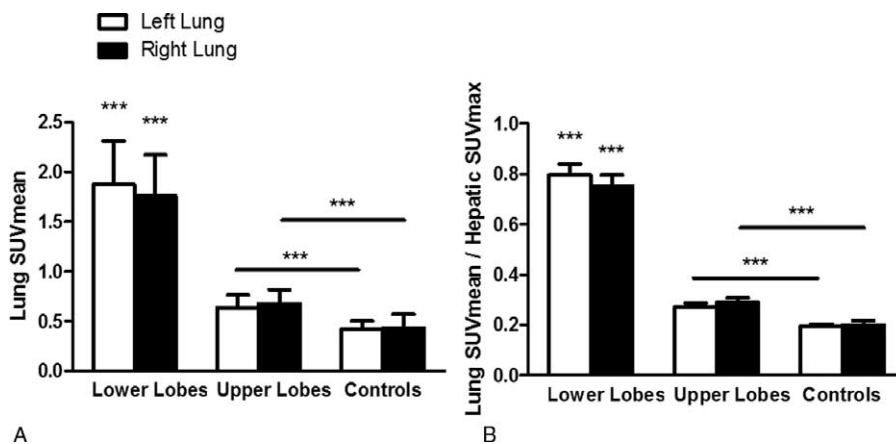 Left Lung
Right Lung
Lung SUVmean
2.5
2.0
1.5
1.0
0.5
0.0
***
***
***
***
Lower Lobes Upper Lobes Controls
A
Lung SUVmean / Hepatic SUVmax
1.0
0.8
0.6
0.4
0.2
0.0
***
***
***
***
Lower Lobes Upper Lobes Controls
B